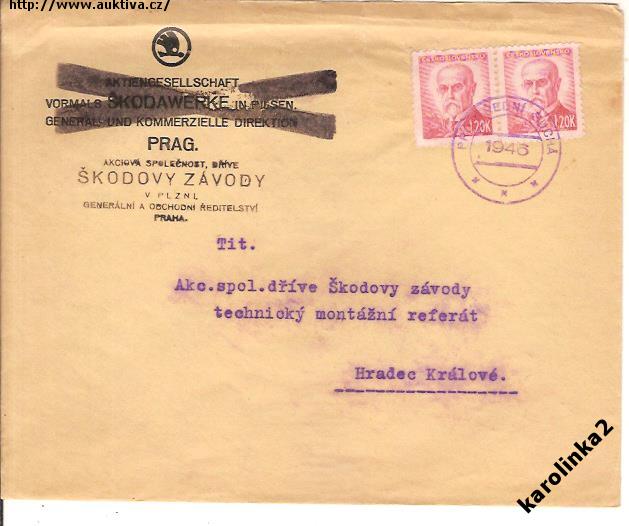 http://www.auktiva.cz/
AKTIENGESELLSCHAFT
VORMALS ŠKODAWERKE IN PILSEN,
GENERAL- UND KOMMERZIELLE DIREKTION
PRAG.
AKCIOVÁ SPOLEČNOST, DŘÍVE
ŠKODOVY ZÁVODY
V PLZNI,
GENERÁLNÍ A OBCHODNÍ ŘEDITELSTVÍ
PRAHA.
ČESKOSLOVENSKO
1.20K
ČESKOSLOVENSKO
1.20K
1946
Tit.
Akc.spol.dříve Škodovy závody
technický montážní referát
Hradec Králové.
karolinka2